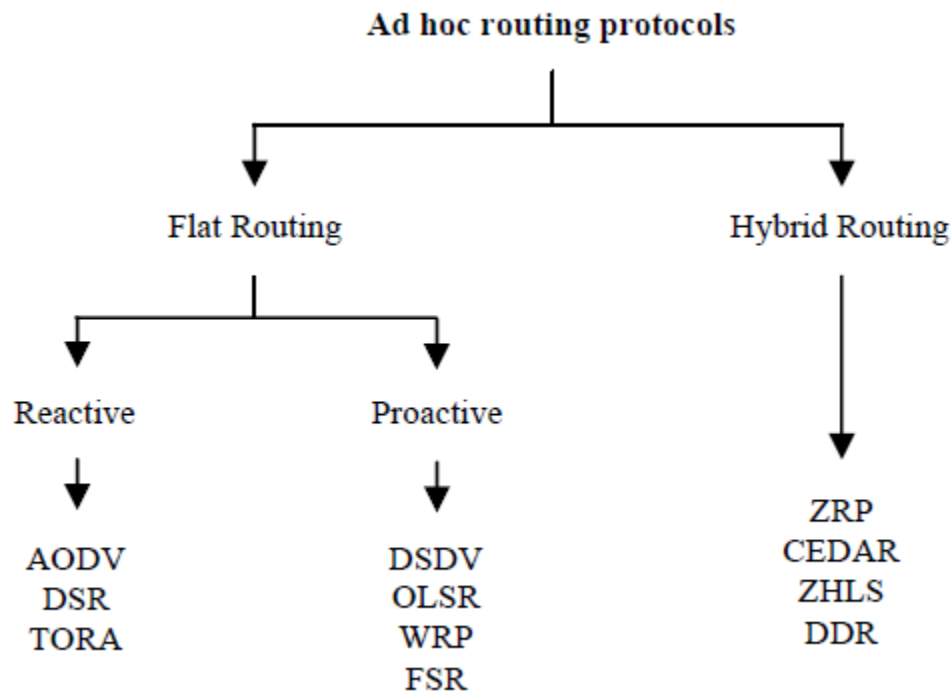 Ad hoc routing protocols
Flat Routing
Hybrid Routing
Reactive
Proactive
AODV
DSR
TORA
DSDV
OLSR
WRP
FSR
ZRP
CEDAR
ZHLS
DDR